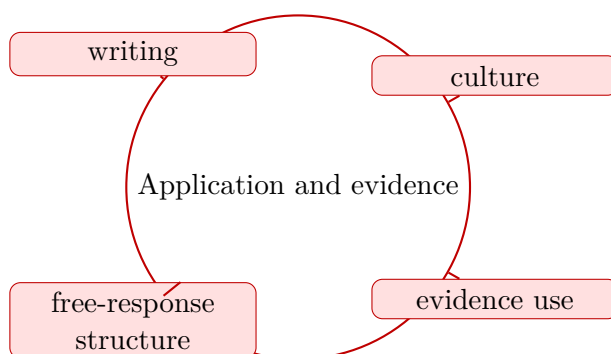 writing
culture
Application and evidence
free-response
structure
evidence use